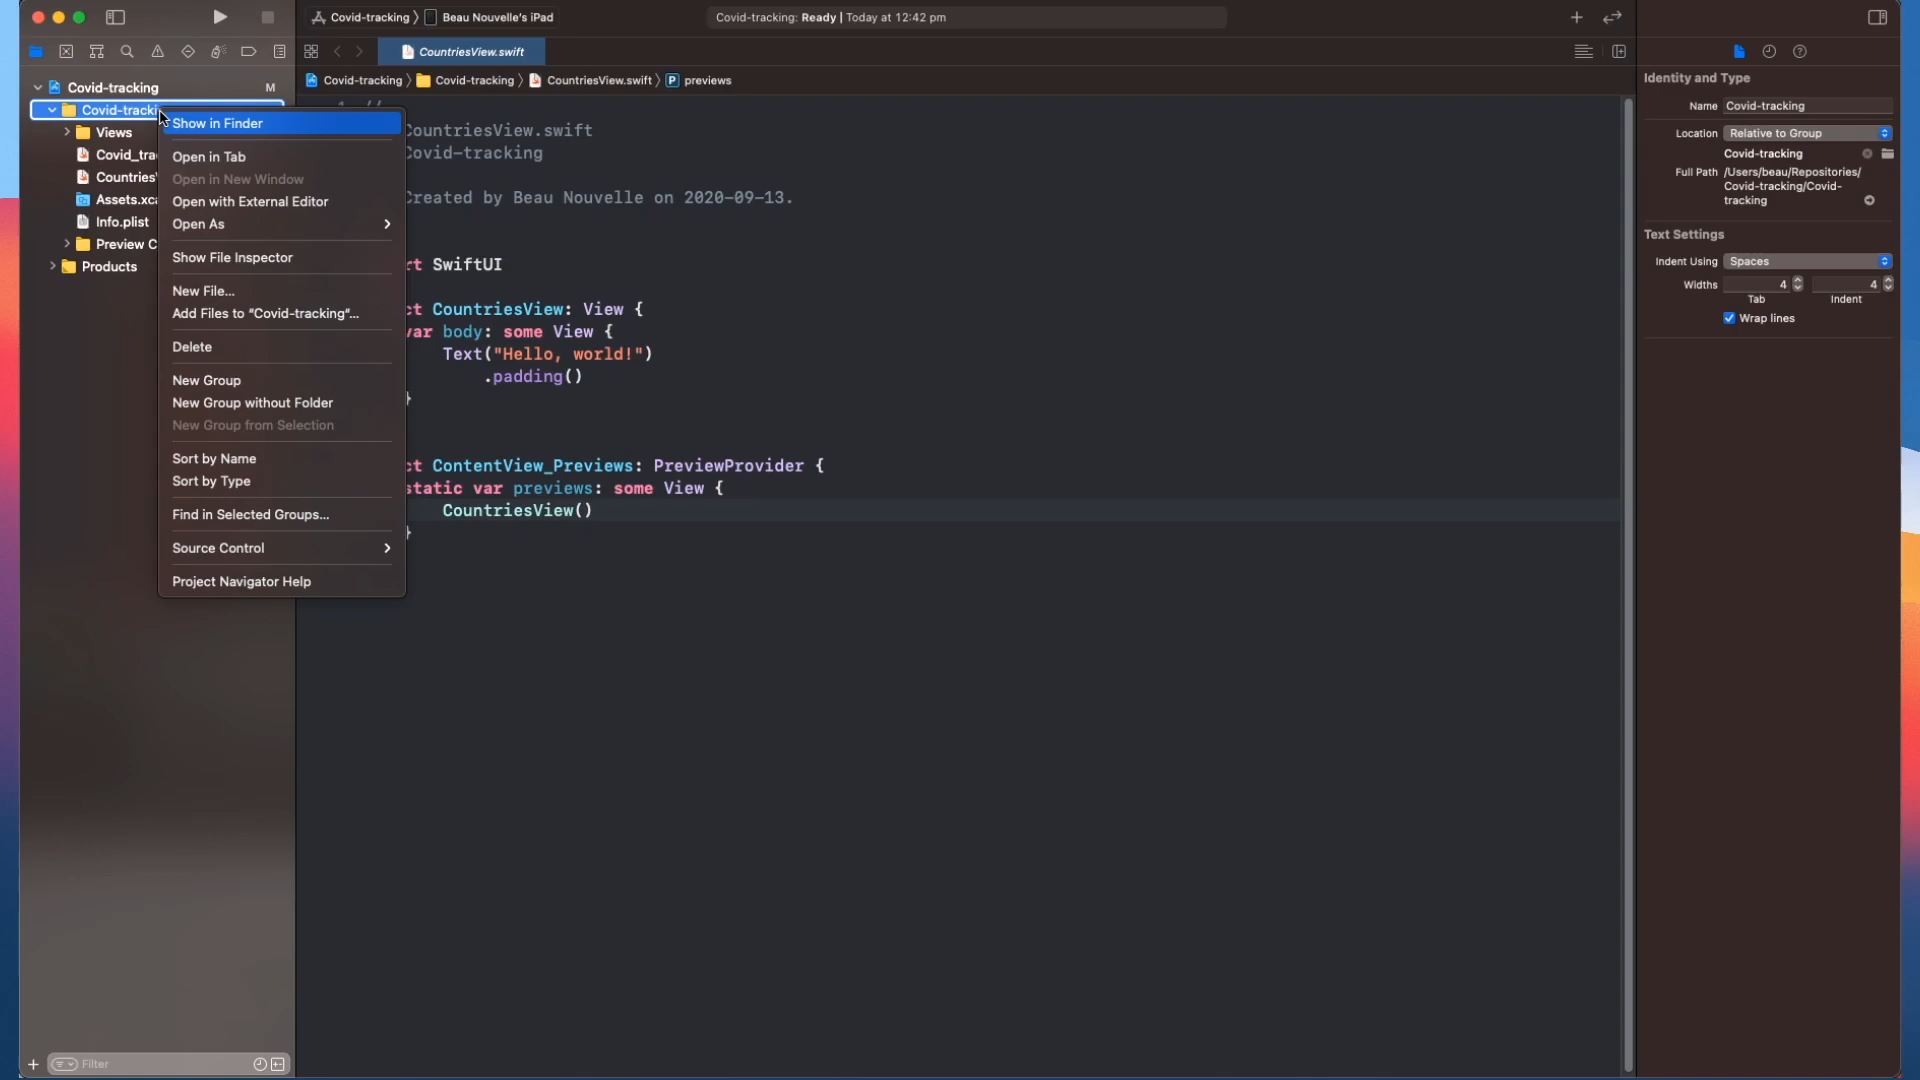 Covid-tracking 〉 Beau Nouvelle's iPad
Covid-tracking: Ready | Today at 12:42 pm
CountriesView.swift
Covid-tracking 〉 Covid-tracking 〉 CountriesView.swift 〉 P previews
Covid-tracking M
Covid-tracki
Views
Covid_tra
Countries
Assets.xca
Info.plist
Preview C
Products
Show in Finder
Open in Tab
Open in New Window
Open with External Editor
Open As
Show File Inspector
New File...
Add Files to "Covid-tracking"...
Delete
New Group
New Group without Folder
New Group from Selection
Sort by Name
Sort by Type
Find in Selected Groups...
Source Control
Project Navigator Help
1 //
CountriesView.swift
Covid-tracking
Created by Beau Nouvelle on 2020-09-13.
rt SwiftUI
ct CountriesView: View {
var body: some View {
Text("Hello, world!")
.padding()
}
ct ContentView_Previews: PreviewProvider {
static var previews: some View {
CountriesView()
}
Identity and Type
Name Covid-tracking
Location Relative to Group
Covid-tracking
Full Path /Users/beau/Repositories/
Covid-tracking/Covid-
tracking
Text Settings
Indent Using Spaces
Widths 4 4
Tab Indent
Wrap lines
Filter